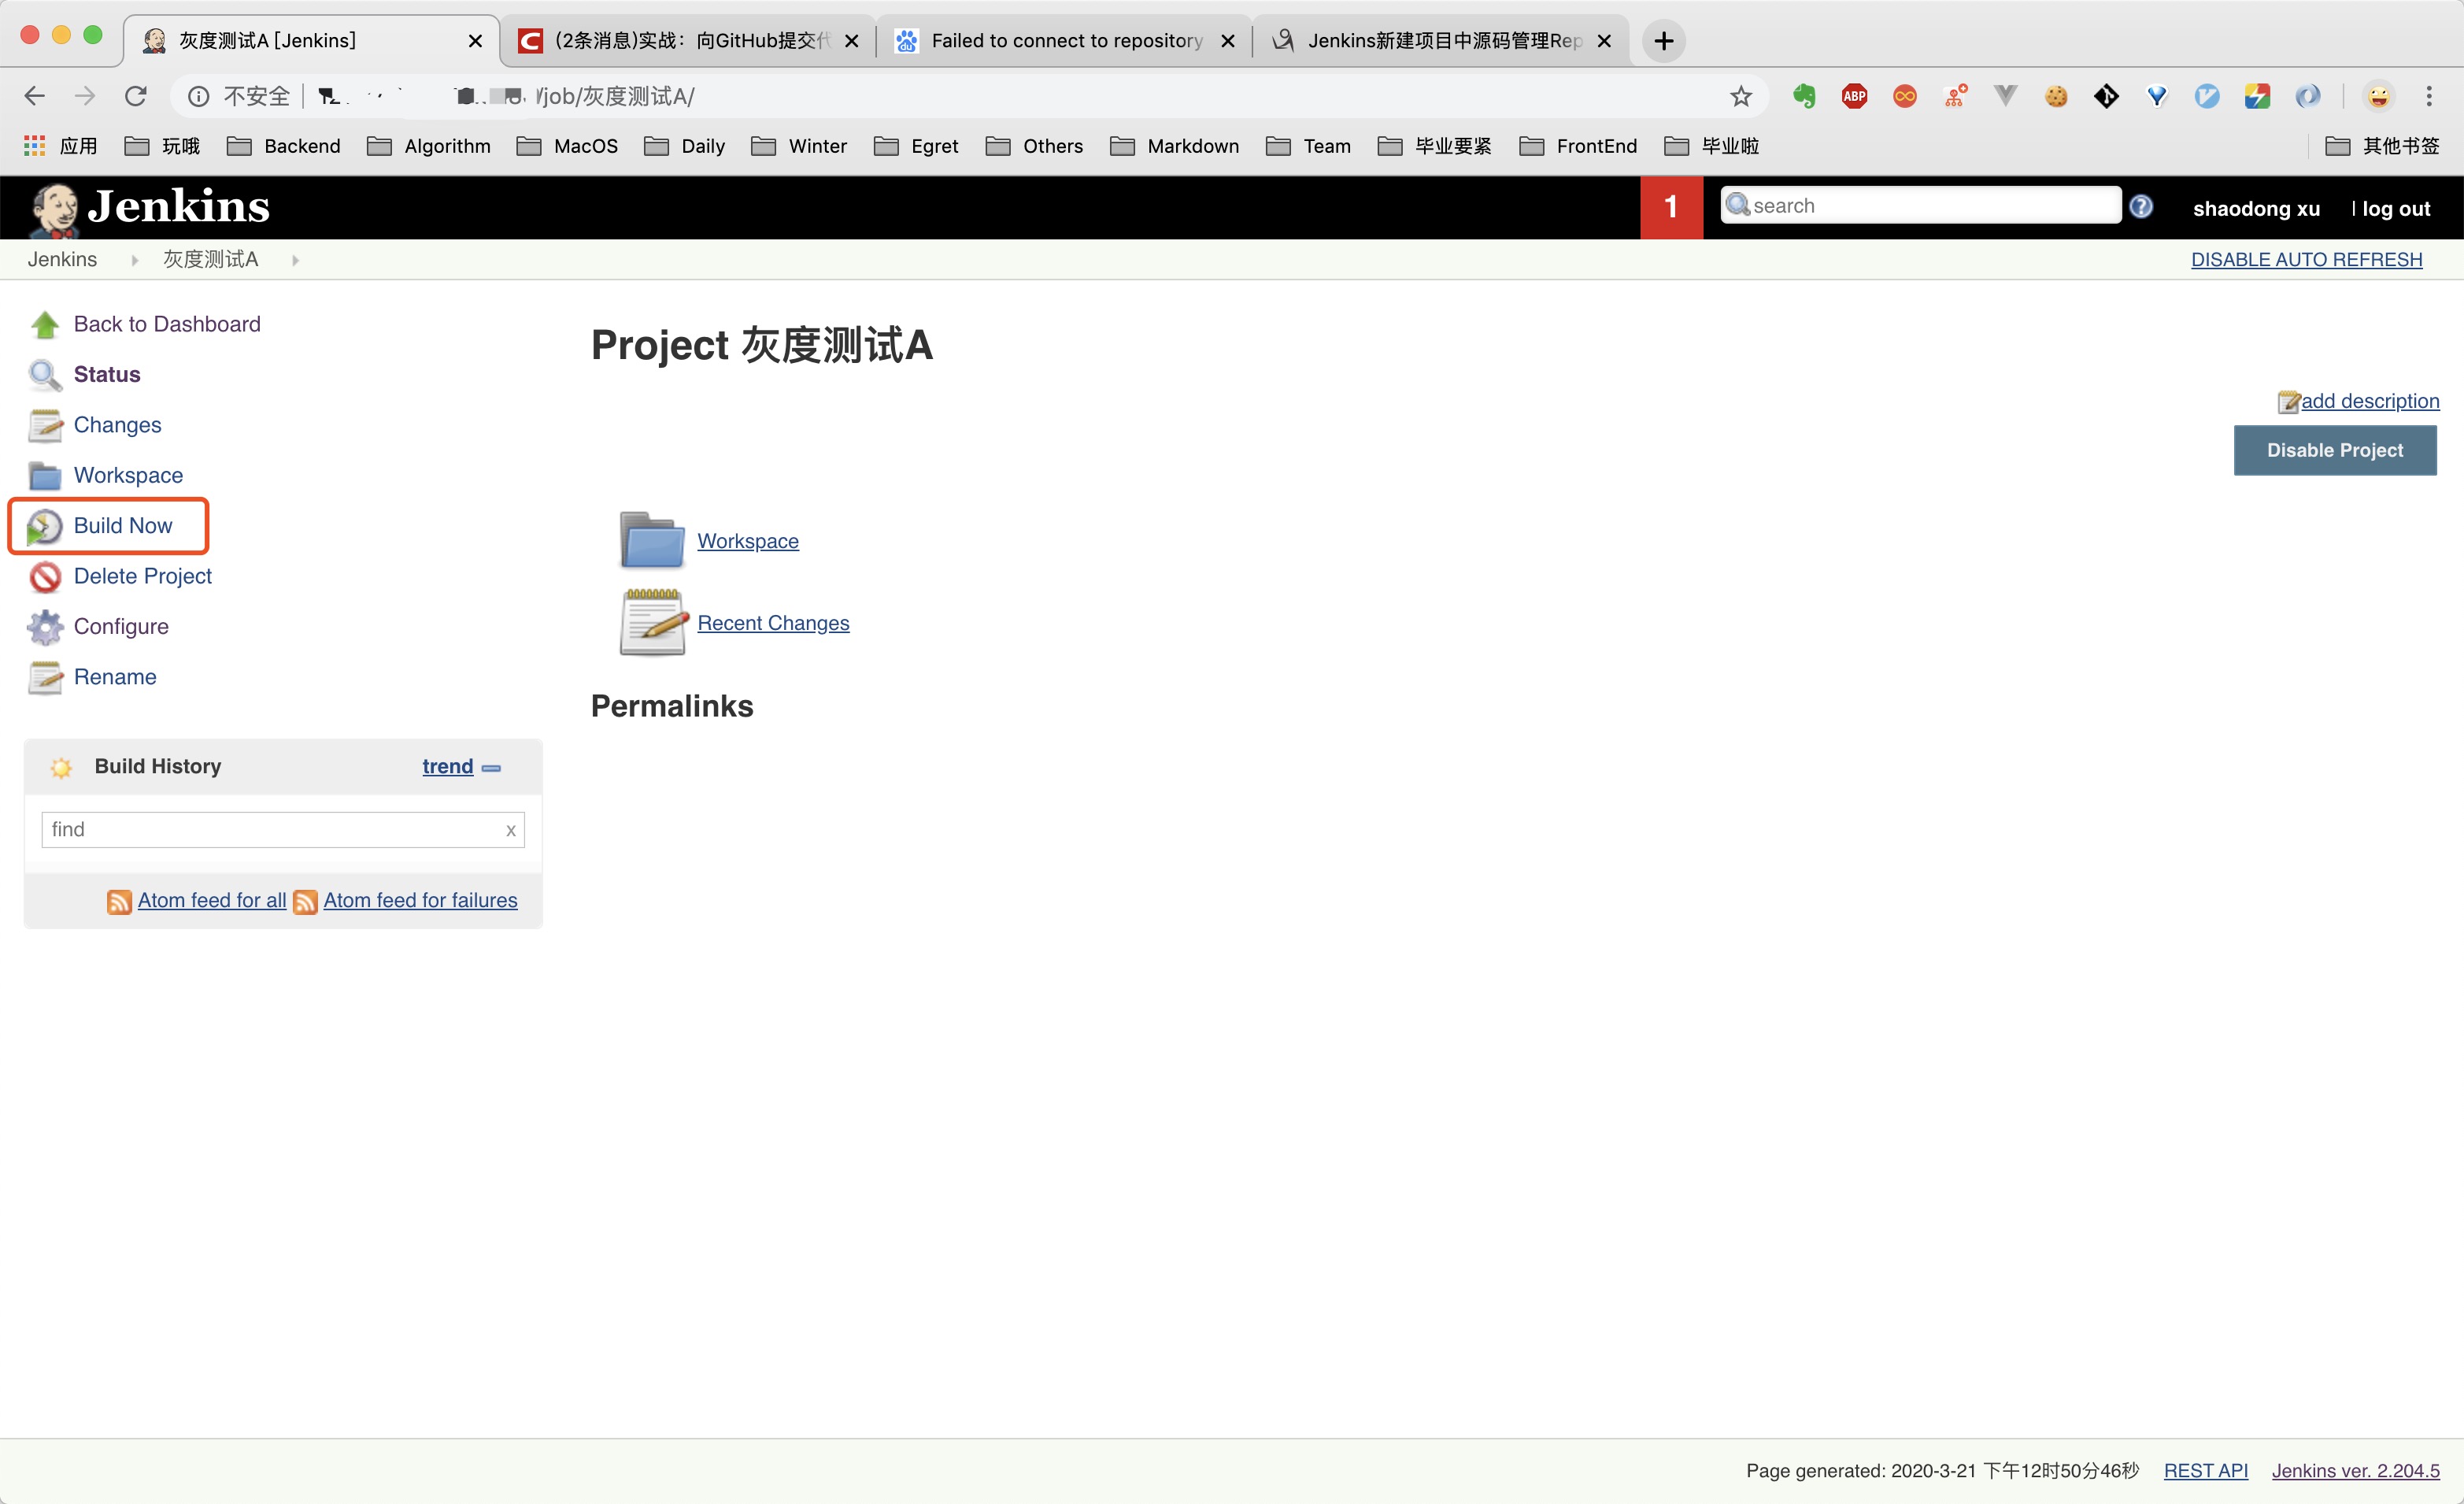 灰度测试A [Jenkins]
(2条消息)实战：向GitHub提交代
Failed to connect to repository
Jenkins新建项目中源码管理Rep
不安全
/job/灰度测试A/
ABP
应用
玩哦
Backend
Algorithm
MacOS
Daily
Winter
Egret
Others
Markdown
Team
毕业要紧
FrontEnd
毕业啦
其他书签
Jenkins
1
search
shaodong xu
| log out
Jenkins
灰度测试A
DISABLE AUTO REFRESH
Back to Dashboard
Status
Changes
Workspace
Build Now
Delete Project
Configure
Rename
Project 灰度测试A
add description
Disable Project
Workspace
Recent Changes
Permalinks
Build History
trend
find
x
Atom feed for all
Atom feed for failures
Page generated: 2020-3-21 下午12时50分46秒
REST API
Jenkins ver. 2.204.5